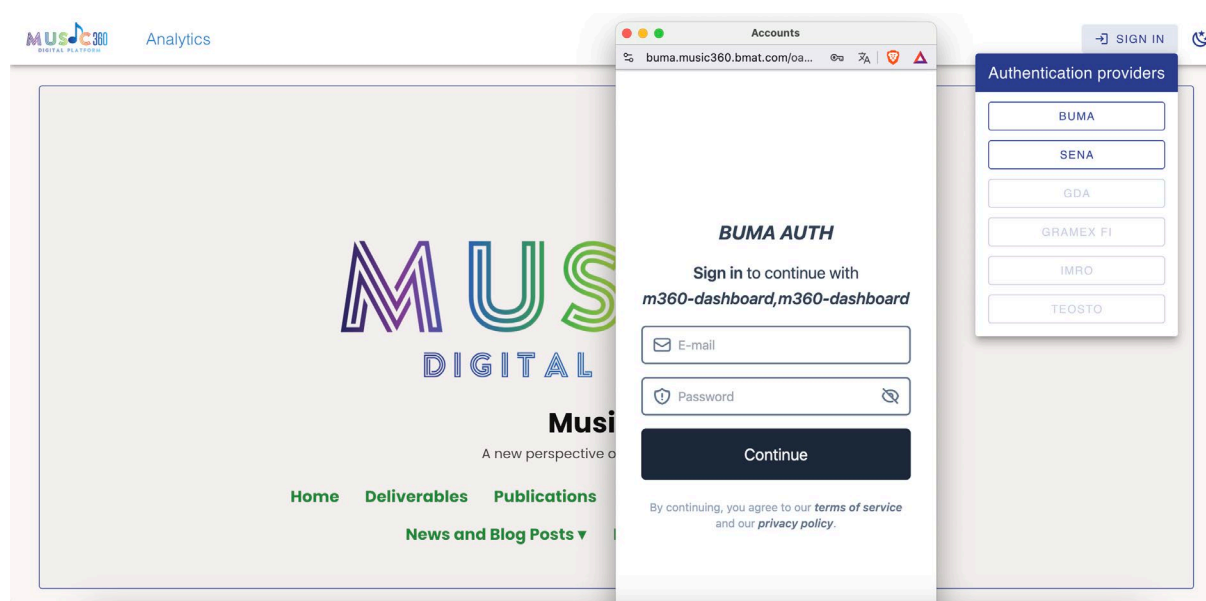 MUSIC 360
DIGITAL PLATFORM
Analytics
SIGN IN
Accounts
buma.music360.bmat.com/oa...
Authentication providers
BUMA
SENA
GDA
GRAMEX FI
IMRO
TEOSTO
MUS
DIGITAL
Musi
A new perspective o
Home Deliverables Publications
News and Blog Posts ▾
BUMA AUTH
Sign in to continue with
m360-dashboard,m360-dashboard
E-mail
Password
Continue
By continuing, you agree to our terms of service
and our privacy policy.